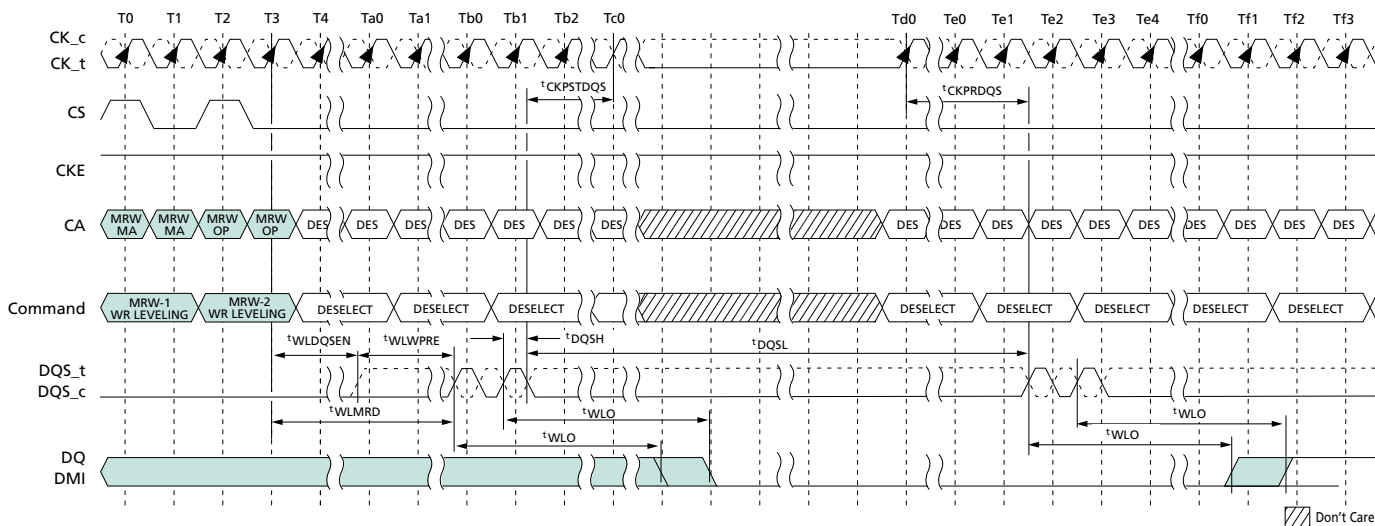 T0 T1 T2 T3 T4 Ta0 Ta1 Tb0 Tb1 Tb2 Tc0 Td0 Te0 Te1 Te2 Te3 Te4 Tf0 Tf1 Tf2 Tf3
CK_c
CK_t
tCKPSTDQS tCKPRDQS
CS
CKE
CA MRW MA MRW MA MRW OP MRW OP DES DES DES DES DES DES DES DES DES DES DES DES DES DES DES DES DES
Command MRW-1 WR LEVELING MRW-2 WR LEVELING DESELECT DESELECT DESELECT DESELECT DESELECT DESELECT DESELECT DESELECT
tWLDQSEN tWLWPRE tDQSH tDQSL
DQS_t
DQS_c
tWLMRD tWLO tWLO
tWLO tWLO
DQ
DMI
Don't Care